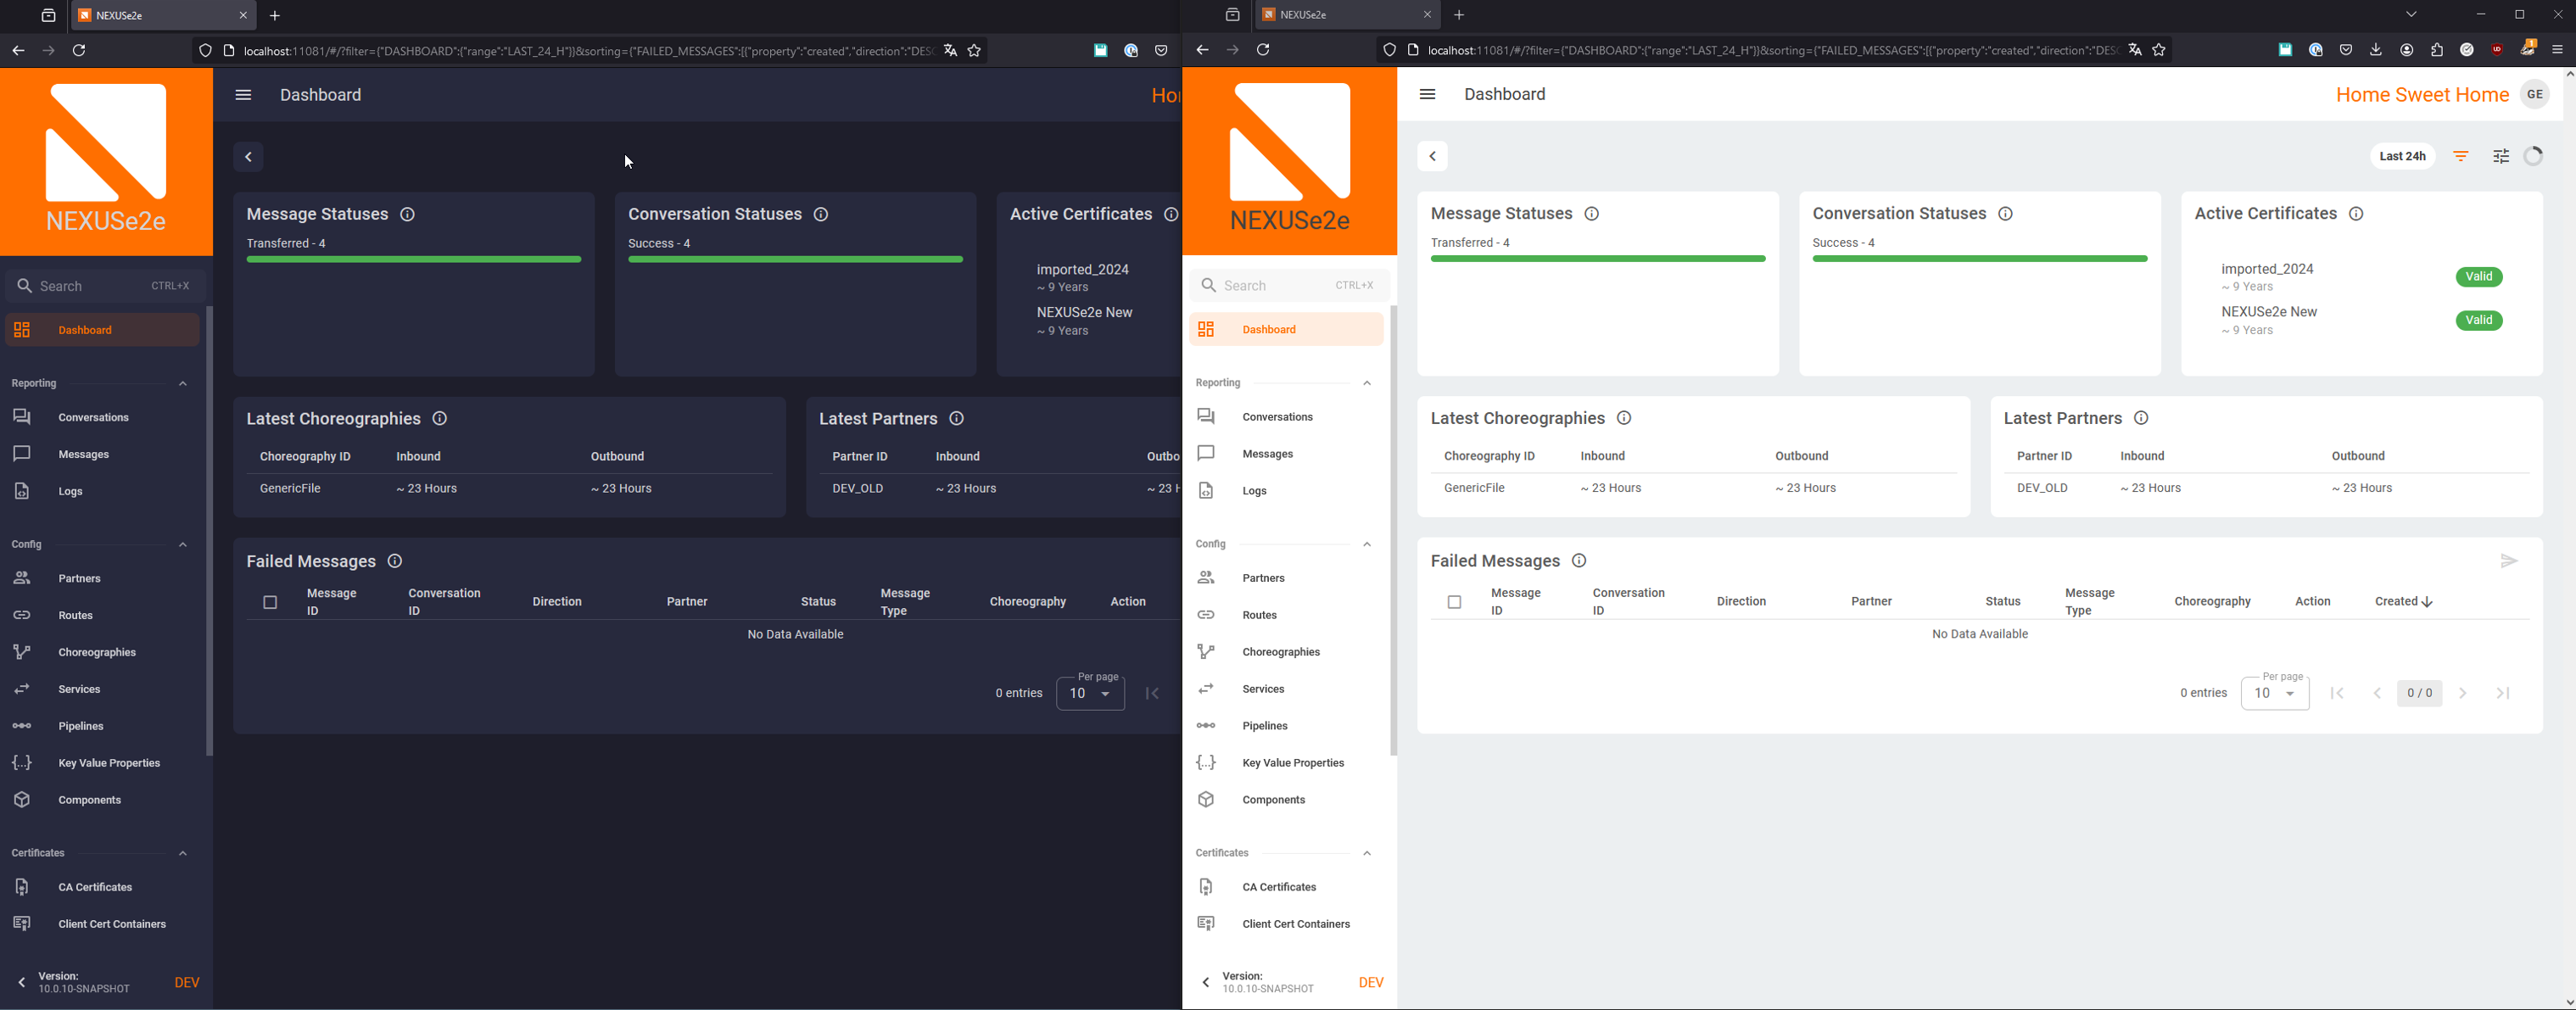 NEXUSe2e
localhost:11081/#/?filter={"DASHBOARD":{"range":"LAST_24_H"}}&sorting={"FAILED_MESSAGES":[{"property":"created","direction":"DESC
NEXUSe2e
Dashboard
Hor
Search CTRL+X
Dashboard
Reporting
Conversations
Messages
Logs
Config
Partners
Routes
Choreographies
Services
Pipelines
Key Value Properties
Components
Certificates
CA Certificates
Client Cert Containers
Version:
10.0.10-SNAPSHOT
DEV
Message Statuses
Transferred - 4
Conversation Statuses
Success - 4
Active Certificates
imported_2024
~ 9 Years
NEXUSe2e New
~ 9 Years
Latest Choreographies
Choreography ID Inbound Outbound
GenericFile ~ 23 Hours ~ 23 Hours
Latest Partners
Partner ID Inbound Outbo
DEV_OLD ~ 23 Hours ~ 23 H
Failed Messages
Message ID Conversation ID Direction Partner Status Message Type Choreography Action
No Data Available
0 entries Per page 10
NEXUSe2e
localhost:11081/#/?filter={"DASHBOARD":{"range":"LAST_24_H"}}&sorting={"FAILED_MESSAGES":[{"property":"created","direction":"DESC
NEXUSe2e
Dashboard
Home Sweet Home GE
Last 24h
Search CTRL+X
Dashboard
Reporting
Conversations
Messages
Logs
Config
Partners
Routes
Choreographies
Services
Pipelines
Key Value Properties
Components
Certificates
CA Certificates
Client Cert Containers
Version:
10.0.10-SNAPSHOT
DEV
Message Statuses
Transferred - 4
Conversation Statuses
Success - 4
Active Certificates
imported_2024
~ 9 Years
Valid
NEXUSe2e New
~ 9 Years
Valid
Latest Choreographies
Choreography ID Inbound Outbound
GenericFile ~ 23 Hours ~ 23 Hours
Latest Partners
Partner ID Inbound Outbound
DEV_OLD ~ 23 Hours ~ 23 Hours
Failed Messages
Message ID Conversation ID Direction Partner Status Message Type Choreography Action Created
No Data Available
0 entries Per page 10 0 / 0